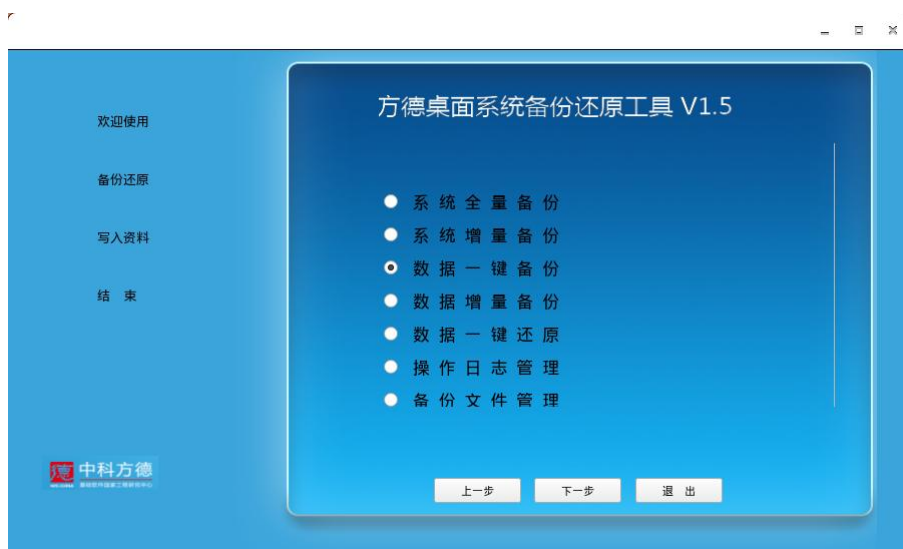 方德桌面系统备份还原工具 V1.5
欢迎使用
备份还原
写入资料
结 束
系统全量备份
系统增量备份
数据一键备份
数据增量备份
数据一键还原
操作日志管理
备份文件管理
中科方德
上一步
下一步
退 出